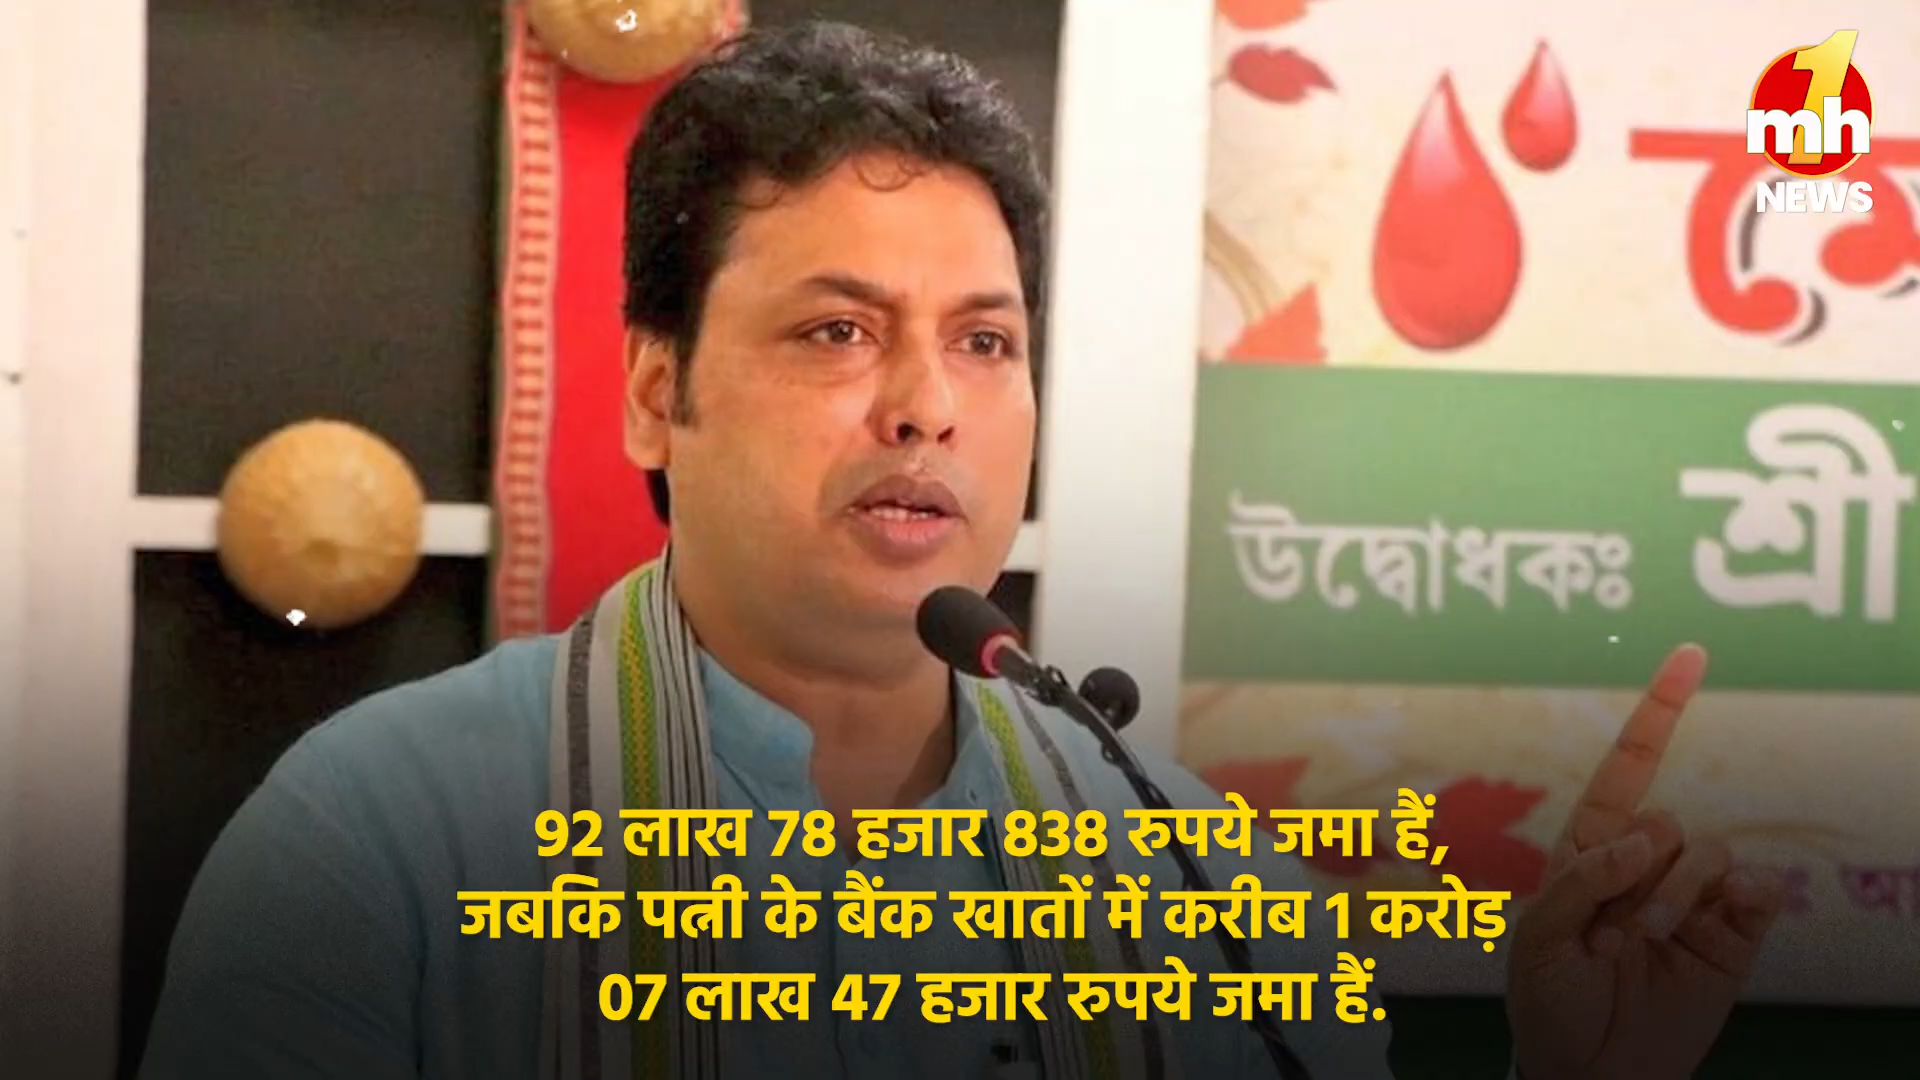 1
mh
NEWS
উদ্বোধকঃ শ্রী
92 लाख 78 हजार 838 रुपये जमा हैं,
जबकि पत्नी के बैंक खातों में करीब 1 करोड़
07 लाख 47 हजार रुपये जमा हैं.